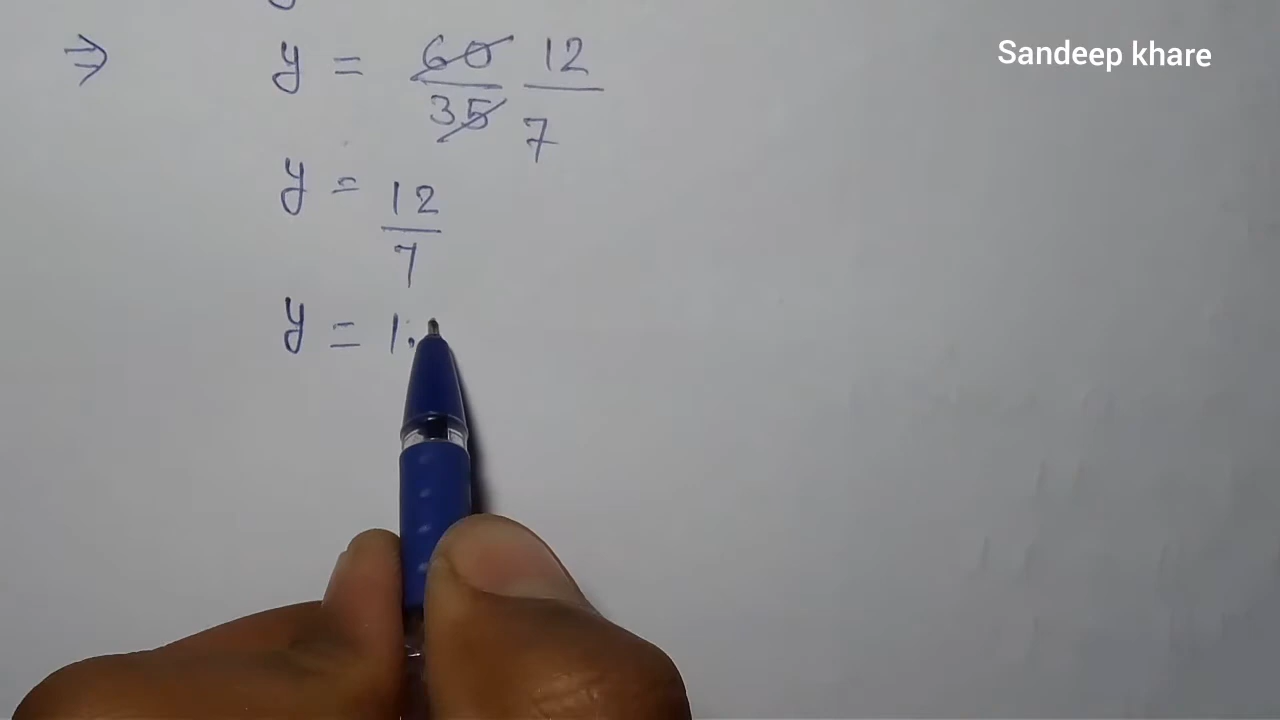 Sandeep khare
⇒ y = 60/35 12/7
y = 12/7
y = 1.